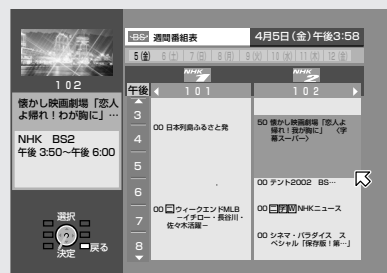 BS 週間番組表
4月5日(金)午後3:58
5(金) 6(土) 7(日) 8(月) 9(火) 10(水) 11(木) 12(金)
NHK 1
NHK 2
午後
101
102
3
4
5
6
7
8
00 日本列島ふるさと発
00 二 ウィークエンドMLB
－イチロー・長谷川・
佐々木活躍－
50 懐かし映画劇場「恋人よ
帰れ！我が胸に」 〈字
幕スーパー〉
00 テント2002 BS…
00 二字W NHKニュース
00 シネマ・パラダイス ス
ペシャル「保存版！第…」
102
懐かし映画劇場「恋人
よ帰れ！わが胸に」…
NHK BS2
午後 3:50～午後 6:00
選択
?
戻る
決定